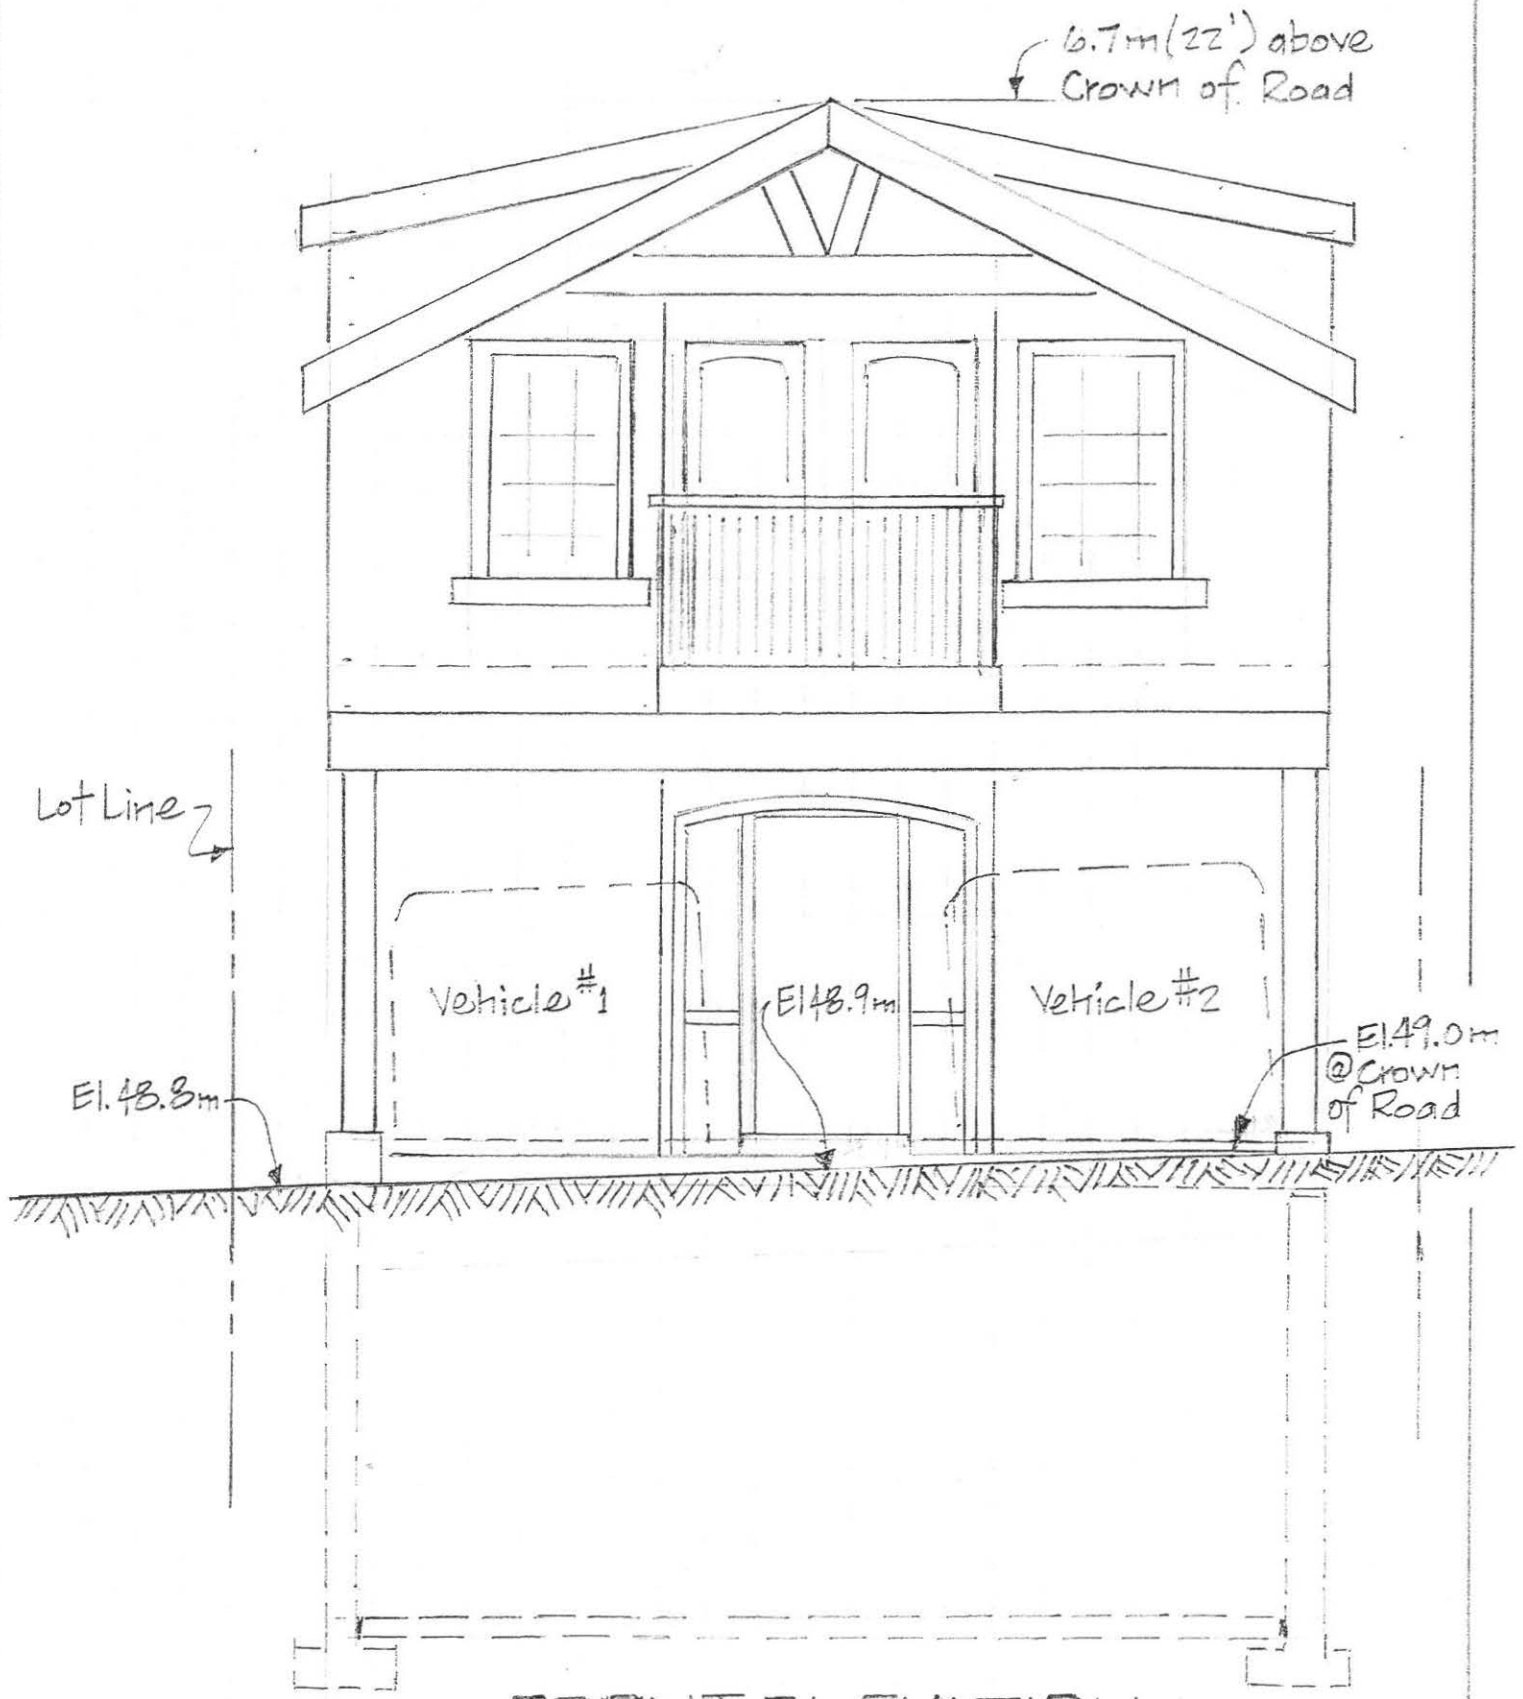 6.7m(22') above
Crown of Road
Lot Line
Vehicle #1
El 48.9m
Vehicle #2
El. 49.0m
@ Crown
of Road
El. 48.8m